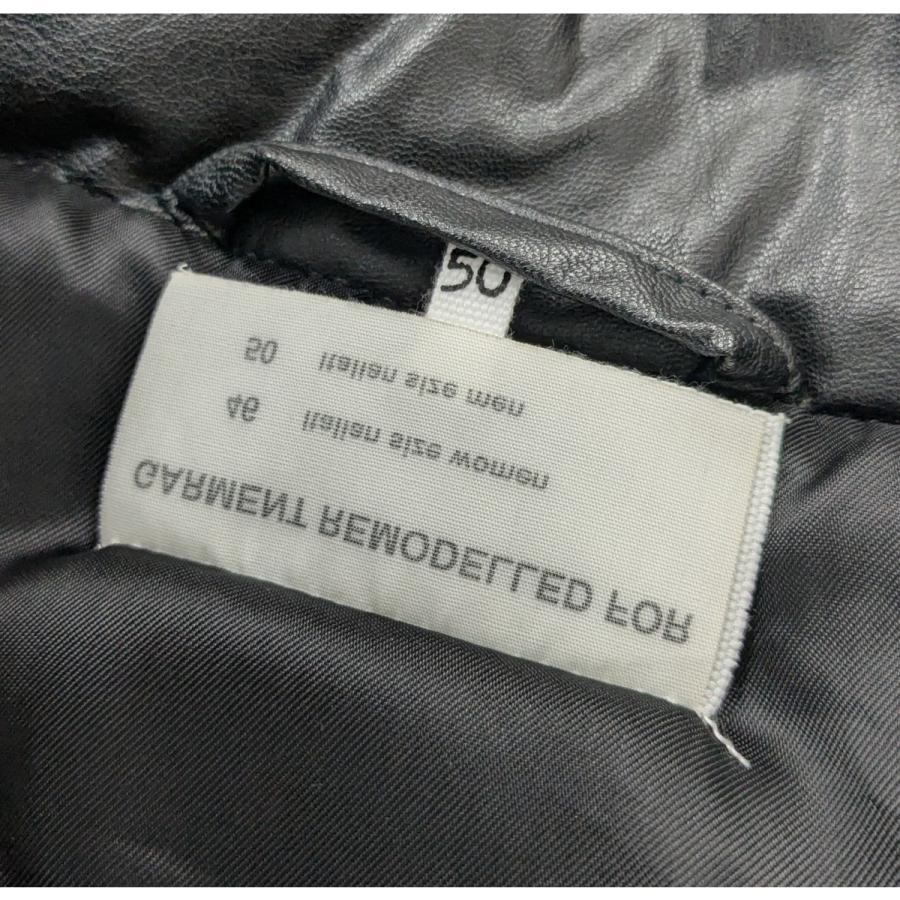 50
GARMENT REMODELLED FOR
46 italian size women
50 italian size men